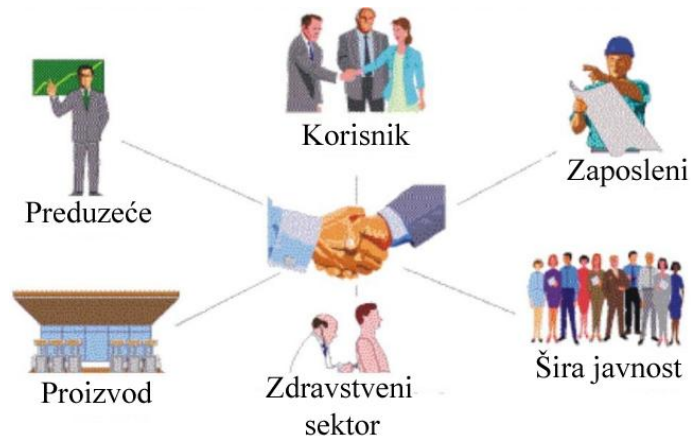 Korisnik
Preduzeće
Zaposleni
Proizvod
Zdravstveni
sektor
Šira javnost